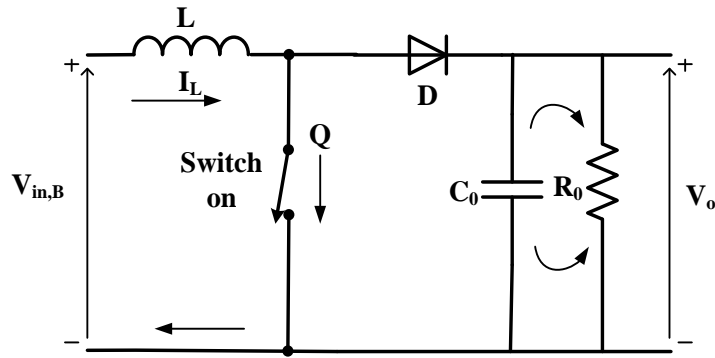 L
+
I_L
D
+
Q
Switch
on
V_in,B
C_0
R_0
V_o
−
−